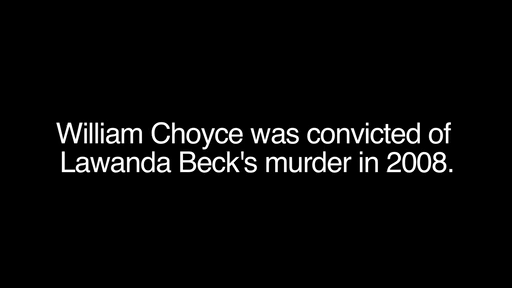 William Choyce was convicted of
Lawanda Beck's murder in 2008.